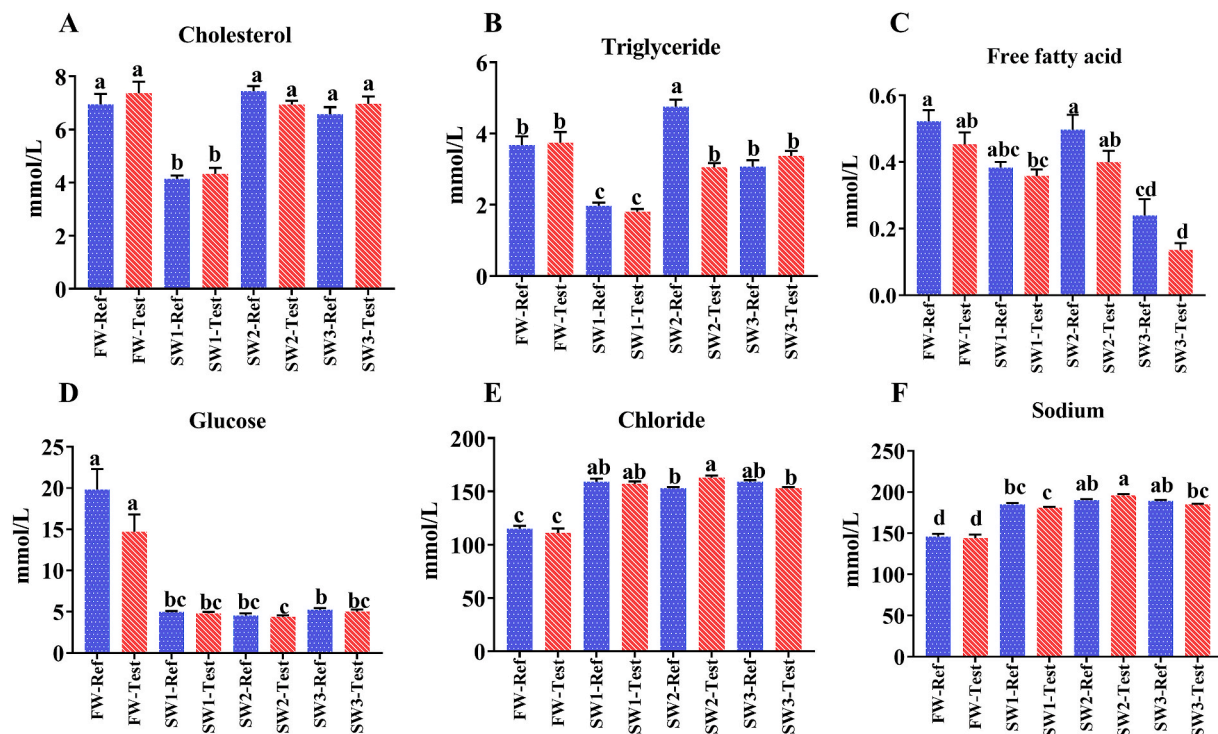 A
Cholesterol
mmol/L
8
6
4
2
0
a a b b a a a a
FW-Ref
FW-Test
SW1-Ref
SW1-Test
SW2-Ref
SW2-Test
SW3-Ref
SW3-Test
B
Triglyceride
mmol/L
6
4
2
0
b b c c a b b b
FW-Ref
FW-Test
SW1-Ref
SW1-Test
SW2-Ref
SW2-Test
SW3-Ref
SW3-Test
C
Free fatty acid
mmol/L
0.6
0.4
0.2
0.0
a ab abc bc a ab cd d
FW-Ref
FW-Test
SW1-Ref
SW1-Test
SW2-Ref
SW2-Test
SW3-Ref
SW3-Test
D
Glucose
mmol/L
25
20
15
10
5
0
a a bc bc bc c b bc
FW-Ref
FW-Test
SW1-Ref
SW1-Test
SW2-Ref
SW2-Test
SW3-Ref
SW3-Test
E
Chloride
mmol/L
200
150
100
50
0
c c ab ab b a ab b
FW-Ref
FW-Test
SW1-Ref
SW1-Test
SW2-Ref
SW2-Test
SW3-Ref
SW3-Test
F
Sodium
mmol/L
250
200
150
100
50
0
d d bc c ab a ab bc
FW-Ref
FW-Test
SW1-Ref
SW1-Test
SW2-Ref
SW2-Test
SW3-Ref
SW3-Test